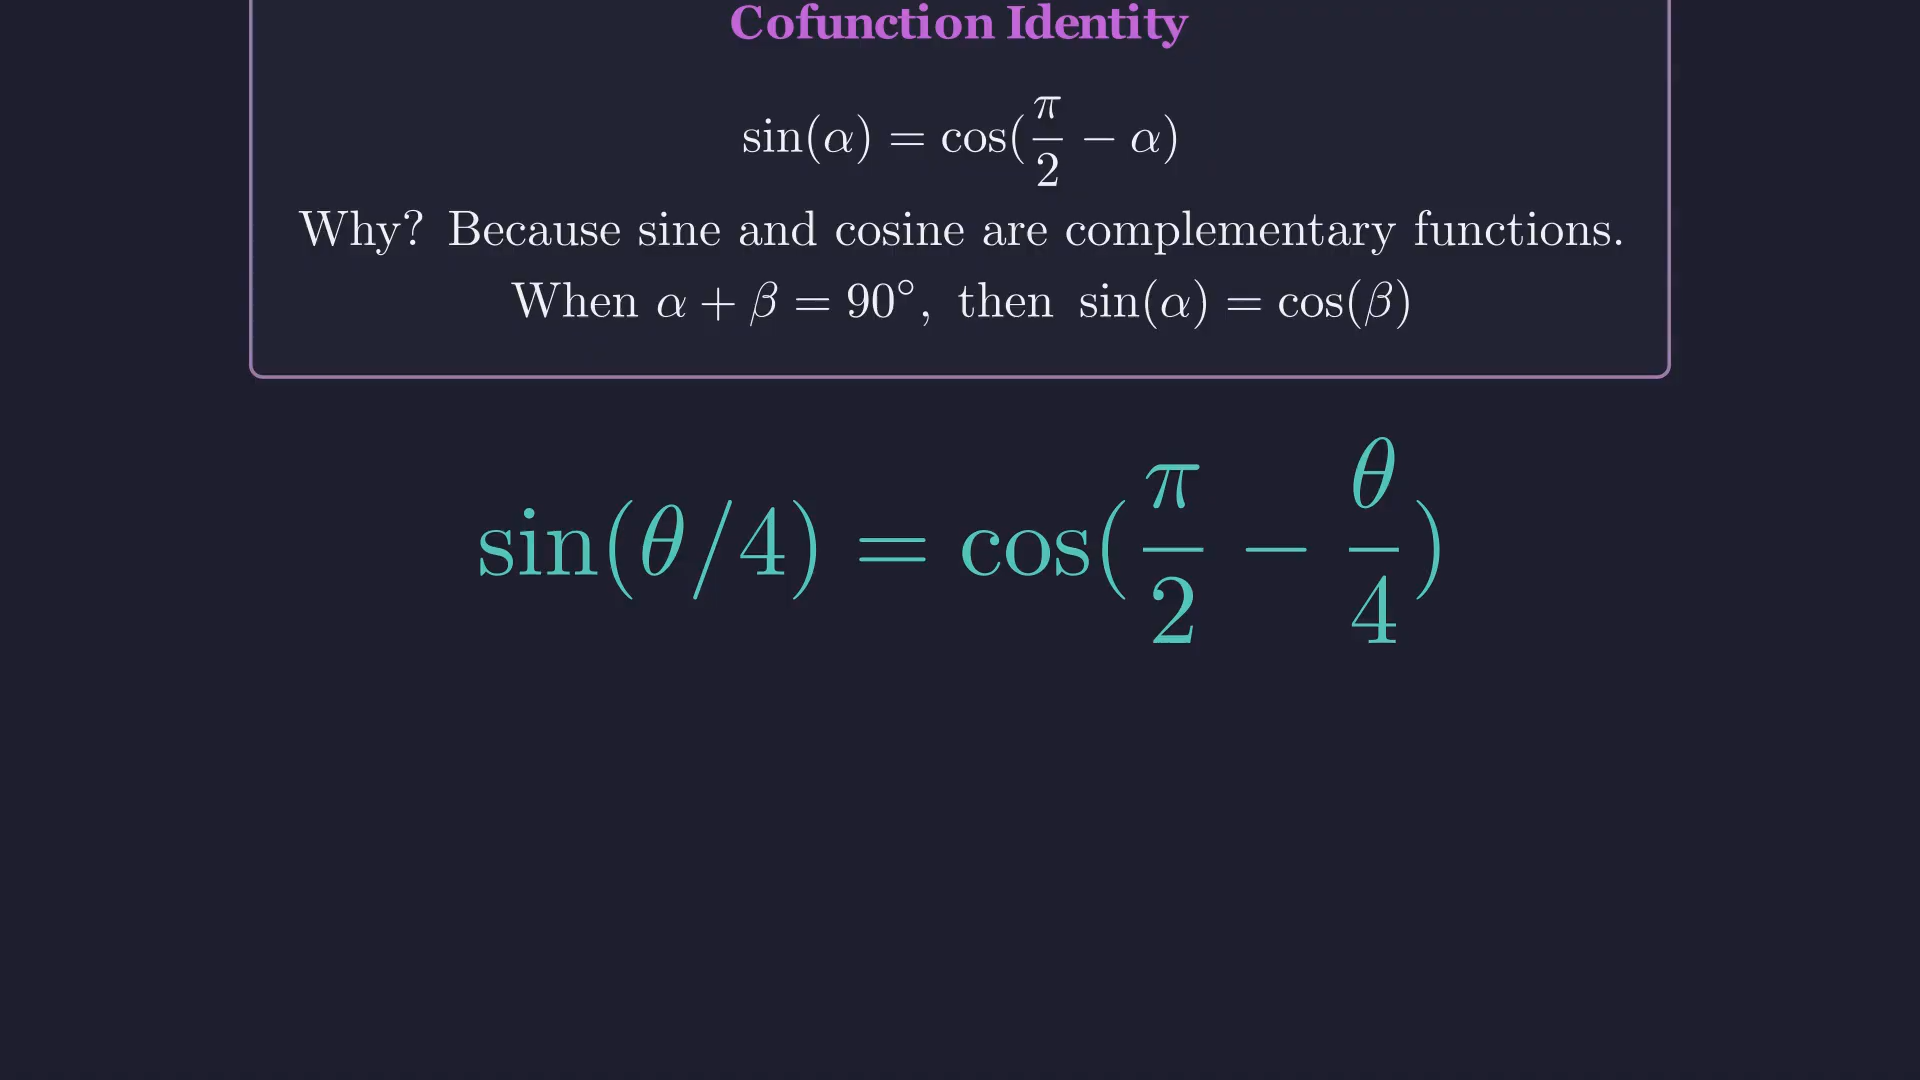 Cofunction Identity
sin(α) = cos(π/2 − α)
Why? Because sine and cosine are complementary functions.
When α + β = 90°, then sin(α) = cos(β)
sin(θ/4) = cos(π/2 − θ/4)